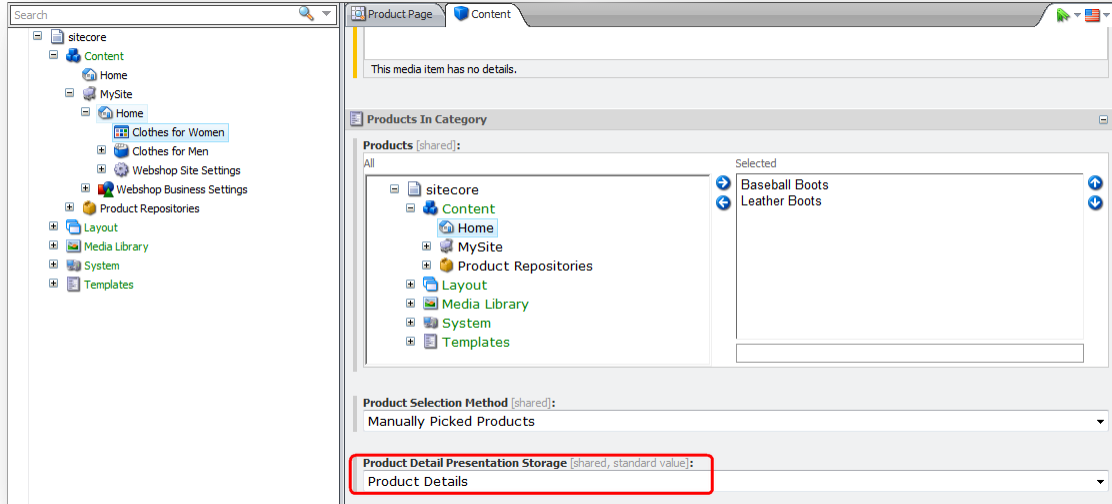 Search
sitecore
Content
Home
MySite
Home
Clothes for Women
Clothes for Men
Webshop Site Settings
Webshop Business Settings
Product Repositories
Layout
Media Library
System
Templates
Product Page
Content
This media item has no details.
Products In Category
Products [shared]:
All
Selected
sitecore
Content
Home
MySite
Product Repositories
Layout
Media Library
System
Templates
Baseball Boots
Leather Boots
Product Selection Method [shared]:
Manually Picked Products
Product Detail Presentation Storage [shared, standard value]:
Product Details